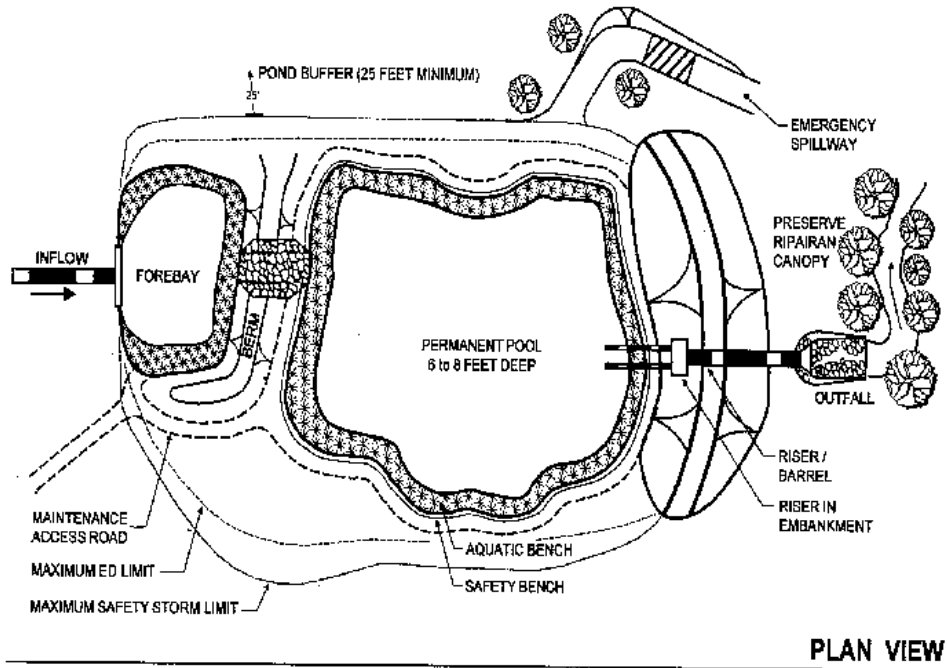 POND BUFFER (25 FEET MINIMUM)
25'
EMERGENCY
SPILLWAY
PRESERVE
RIPAIRAN
CANOPY
INFLOW
FOREBAY
BERM
PERMANENT POOL
6 to 8 FEET DEEP
OUTFALL
RISER /
BARREL
RISER IN
EMBANKMENT
MAINTENANCE
ACCESS ROAD
AQUATIC BENCH
MAXIMUM ED LIMIT
SAFETY BENCH
MAXIMUM SAFETY STORM LIMIT
PLAN VIEW